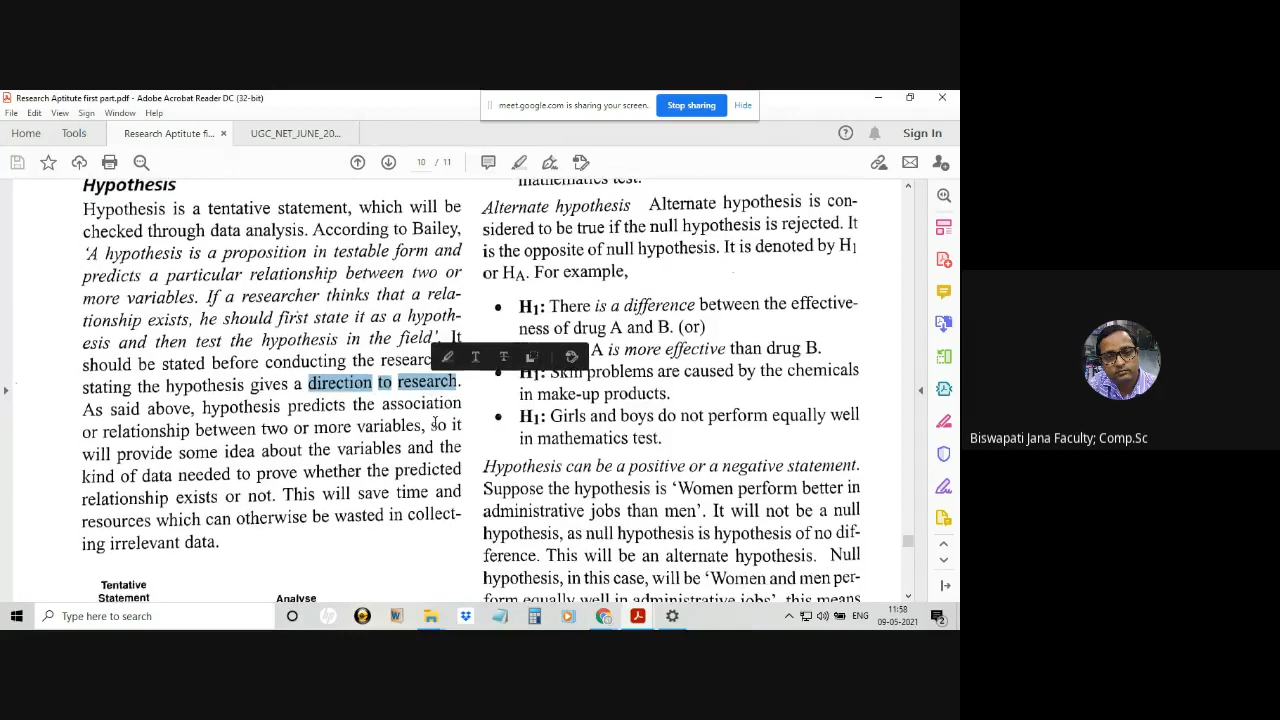 Research Aptitute first part.pdf - Adobe Acrobat Reader DC (32-bit)
meet.google.com is sharing your screen.
Stop sharing
Hide
File Edit View Sign Window Help
Home Tools Research Aptitute fi... × UGC_NET_JUNE_20... Sign In
10 / 11
Hypothesis
Hypothesis is a tentative statement, which will be
checked through data analysis. According to Bailey,
‘A hypothesis is a proposition in testable form and
predicts a particular relationship between two or
more variables. If a researcher thinks that a rela-
tionship exists, he should first state it as a hypoth-
esis and then test the hypothesis in the field’. It
should be stated before conducting the researc
stating the hypothesis gives a direction to research.
As said above, hypothesis predicts the association
or relationship between two or more variables, so it
will provide some idea about the variables and the
kind of data needed to prove whether the predicted
relationship exists or not. This will save time and
resources which can otherwise be wasted in collect-
ing irrelevant data.
Tentative
Statement
Analyse
mathematics test.
Alternate hypothesis Alternate hypothesis is con-
sidered to be true if the null hypothesis is rejected. It
is the opposite of null hypothesis. It is denoted by H1
or HA. For example,
• H1: There is a difference between the effective-
ness of drug A and B. (or)
A is more effective than drug B.
• H1: Skin problems are caused by the chemicals
in make-up products.
• H1: Girls and boys do not perform equally well
in mathematics test.
Hypothesis can be a positive or a negative statement.
Suppose the hypothesis is ‘Women perform better in
administrative jobs than men’. It will not be a null
hypothesis, as null hypothesis is hypothesis of no dif-
ference. This will be an alternate hypothesis. Null
hypothesis, in this case, will be ‘Women and men per-
form equally well in administrative jobs’, this means
Biswapati Jana Faculty; Comp.Sc
Type here to search
ENG
11:58
09-05-2021
2